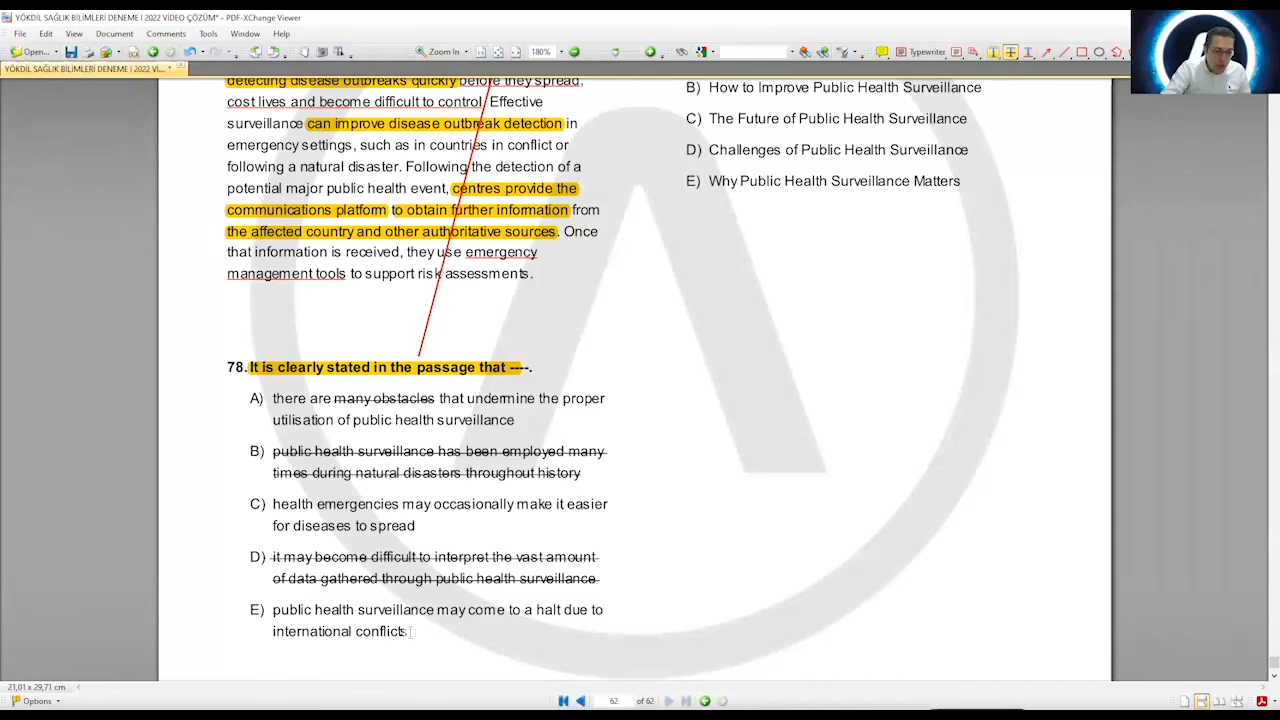 YÖKDİL SAĞLIK BİLİMLERİ DENEME I 2022 VİDEO ÇÖZÜM* - PDF-XChange Viewer
File Edit View Document Comments Tools Window Help
Open... Zoom In 180% Typewriter
YÖKDİL SAĞLIK BİLİMLERİ DENEME I 2022 Vİ... *
detecting disease outbreaks quickly before they spread,
cost lives and become difficult to control. Effective
surveillance can improve disease outbreak detection in
emergency settings, such as in countries in conflict or
following a natural disaster. Following the detection of a
potential major public health event, centres provide the
communications platform to obtain further information from
the affected country and other authoritative sources. Once
that information is received, they use emergency
management tools to support risk assessments.
78. It is clearly stated in the passage that ----.
A) there are many obstacles that undermine the proper
utilisation of public health surveillance
B) public health surveillance has been employed many
times during natural disasters throughout history
C) health emergencies may occasionally make it easier
for diseases to spread
D) it may become difficult to interpret the vast amount
of data gathered through public health surveillance
E) public health surveillance may come to a halt due to
international conflicts
B) How to Improve Public Health Surveillance
C) The Future of Public Health Surveillance
D) Challenges of Public Health Surveillance
E) Why Public Health Surveillance Matters
21,01 x 29,71 cm
Options 62 of 62